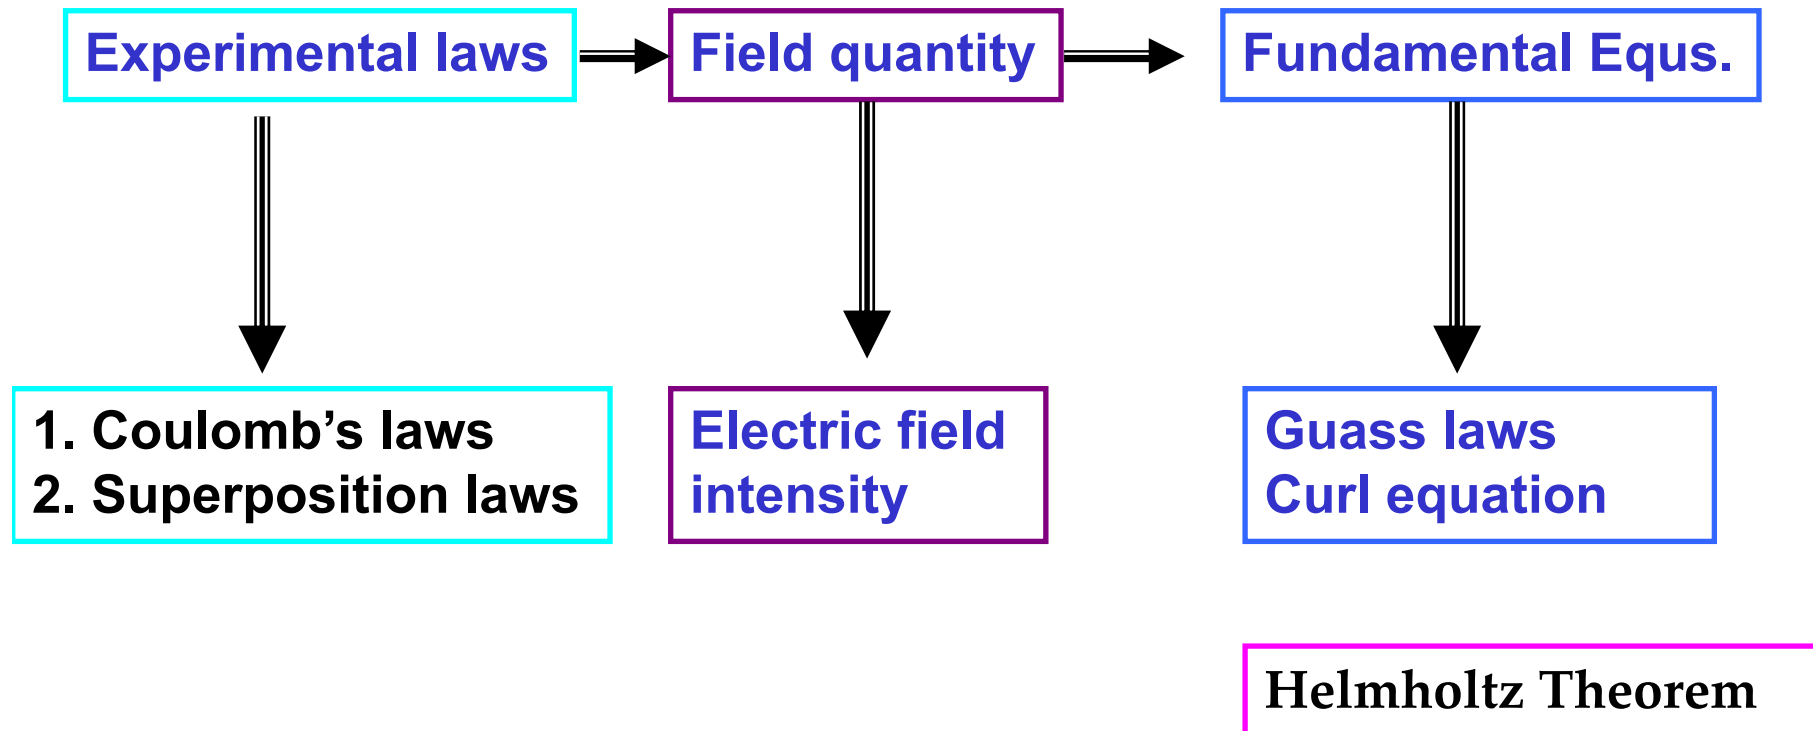 Experimental laws
Field quantity
Fundamental Equs.
1. Coulomb’s laws
2. Superposition laws
Electric field
intensity
Guass laws
Curl equation
Helmholtz Theorem